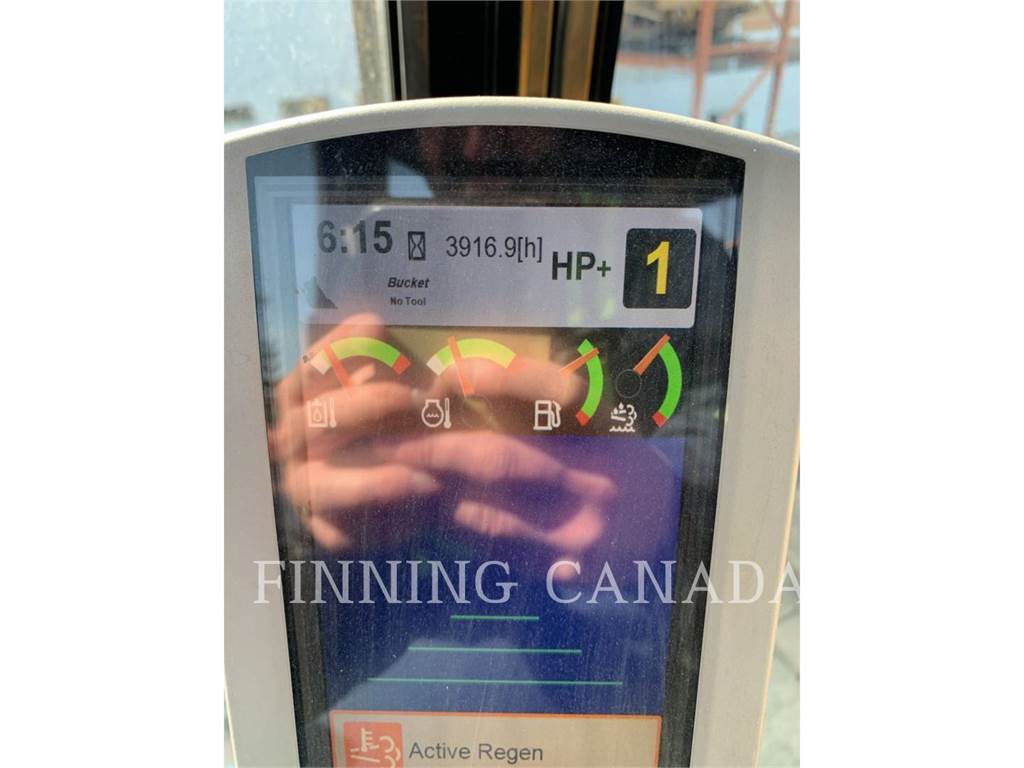 6:15 3916.9[h]
HP+ 1
Bucket
No Tool
FINNING CANADA
Active Regen